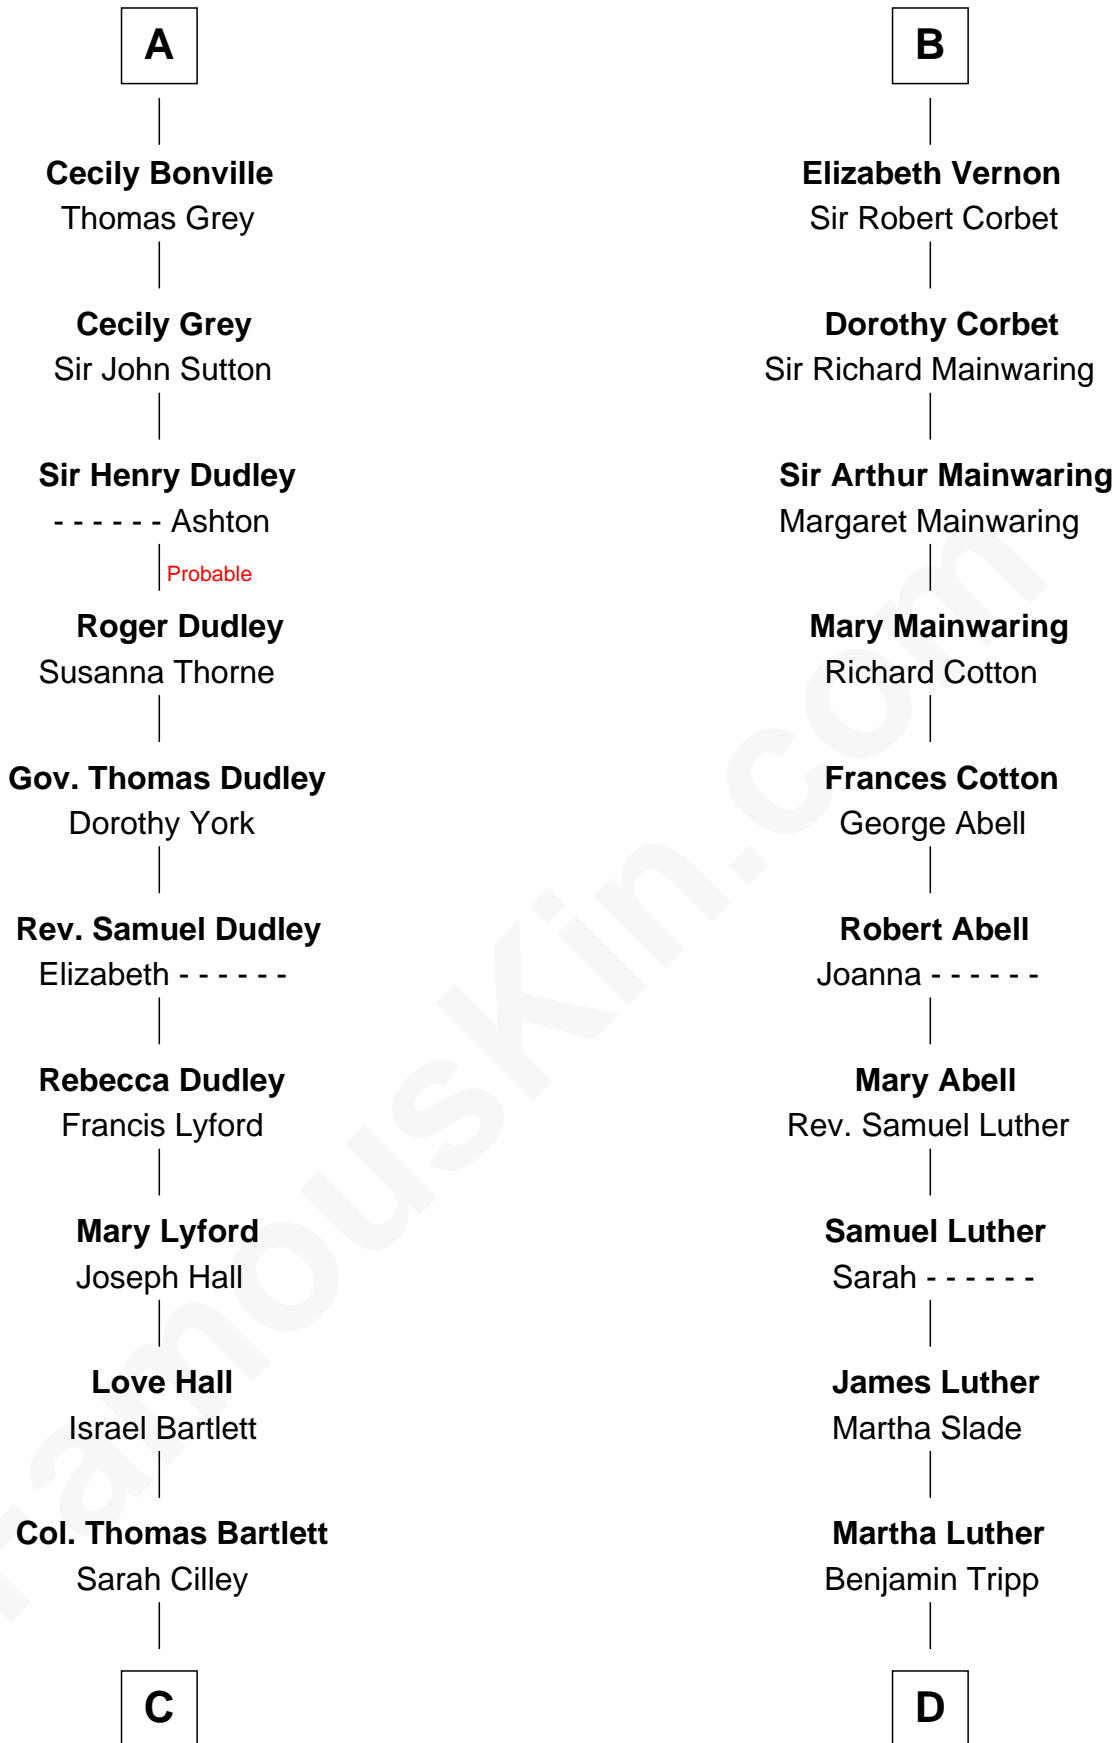 A
Cecily Bonville
Thomas Grey
Cecily Grey
Sir John Sutton
Sir Henry Dudley
- - - - - - Ashton
Probable
Roger Dudley
Susanna Thorne
Gov. Thomas Dudley
Dorothy York
Rev. Samuel Dudley
Elizabeth - - - - - -
Rebecca Dudley
Francis Lyford
Mary Lyford
Joseph Hall
Love Hall
Israel Bartlett
Col. Thomas Bartlett
Sarah Cilley
C
B
Elizabeth Vernon
Sir Robert Corbet
Dorothy Corbet
Sir Richard Mainwaring
Sir Arthur Mainwaring
Margaret Mainwaring
Mary Mainwaring
Richard Cotton
Frances Cotton
George Abell
Robert Abell
Joanna - - - - - -
Mary Abell
Rev. Samuel Luther
Samuel Luther
Sarah - - - - - -
James Luther
Martha Slade
Martha Luther
Benjamin Tripp
D
FamousKin.com